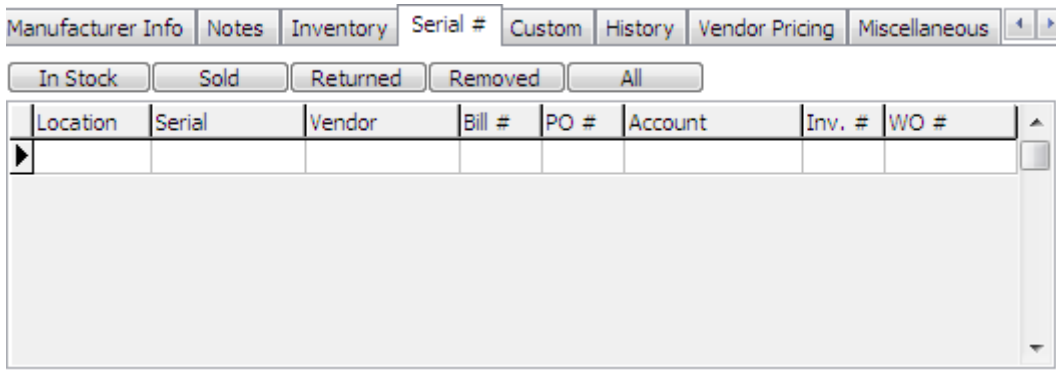 Manufacturer Info Notes Inventory Serial # Custom History Vendor Pricing Miscellaneous
In Stock Sold Returned Removed All
Location Serial Vendor Bill # PO # Account Inv. # WO #